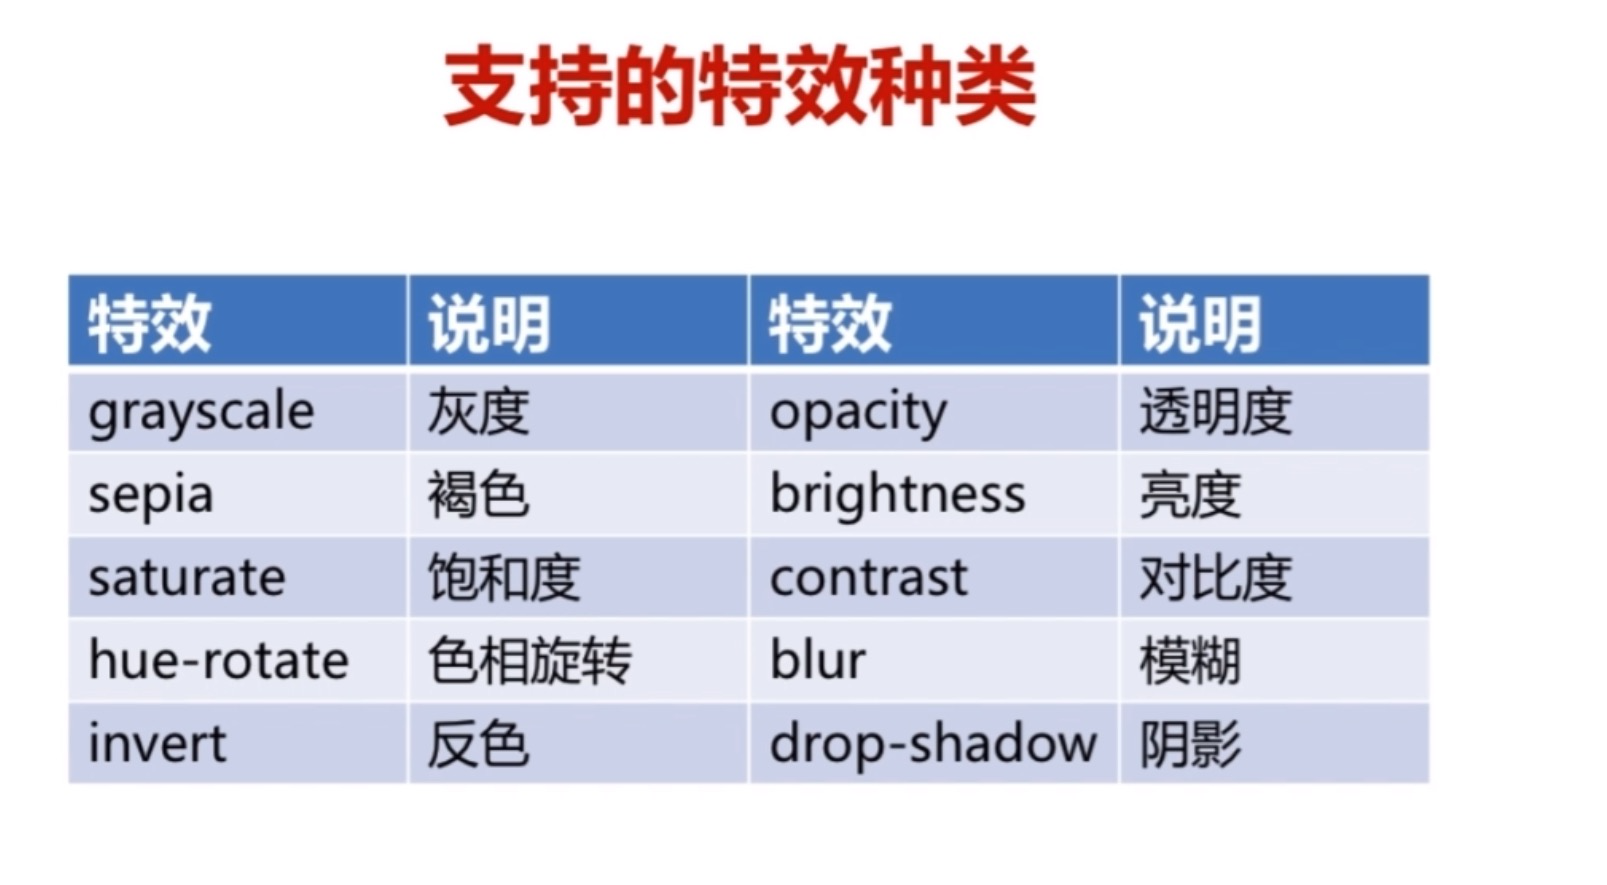 支持的特效种类
特效 说明 特效 说明
grayscale 灰度 opacity 透明度
sepia 褐色 brightness 亮度
saturate 饱和度 contrast 对比度
hue-rotate 色相旋转 blur 模糊
invert 反色 drop-shadow 阴影